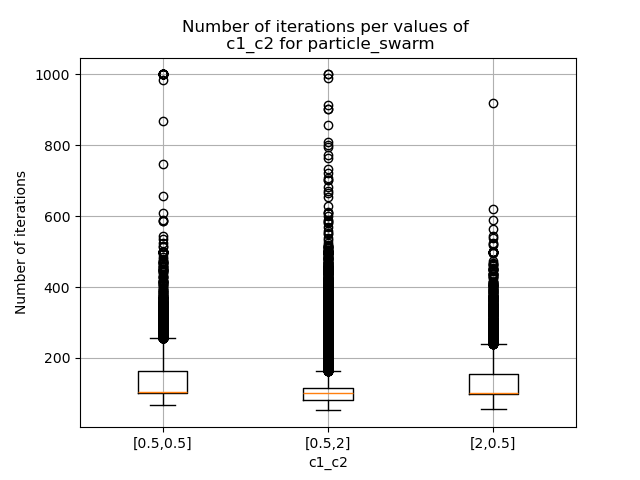 Number of iterations per values of
c1_c2 for particle_swarm
Number of iterations
1000
800
600
400
200
[0.5,0.5]
[0.5,2]
[2,0.5]
c1_c2